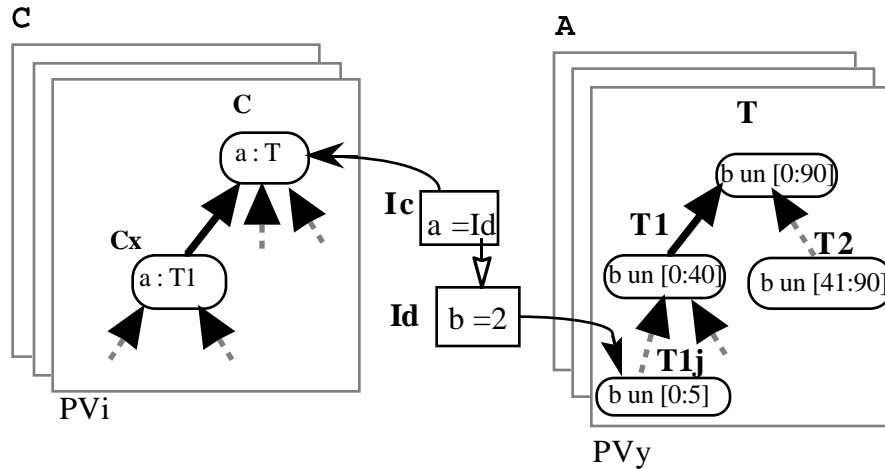 C
C
a : T
Cx
a : T1
PVi
Ic
a =Id
Id
b =2
A
T
b un [0:90]
T1
T2
b un [0:40]
b un [41:90]
T1j
b un [0:5]
PVy